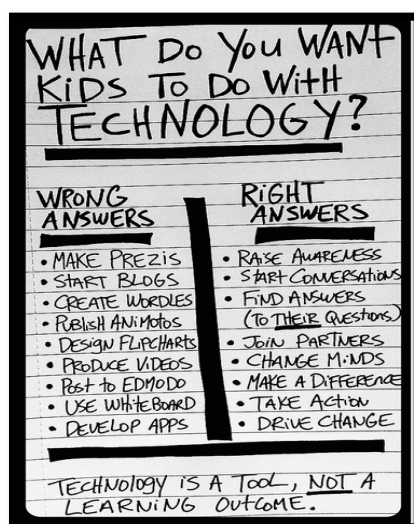 WHAT DO YOU WANT
KIDS TO DO WITH
TECHNOLOGY?
WRONG
ANSWERS
• MAKE PREZIS
• START BLOGS
• CREATE WORDLES
• PUBLISH ANIMOTOS
• DESIGN FLIPCHARTS
• PRODUCE VIDEOS
• POST TO EDMODO
• USE WHITEBOARD
• DEVELOP APPS
RIGHT
ANSWERS
• RAISE AWARENESS
• START CONVERSATIONS
• FIND ANSWERS
(TO THEIR QUESTIONS)
• JOIN PARTNERS
• CHANGE MINDS
• MAKE A DIFFERENCE
• TAKE ACTION
• DRIVE CHANGE
TECHNOLOGY IS A TOOL, NOT A
LEARNING OUTCOME.